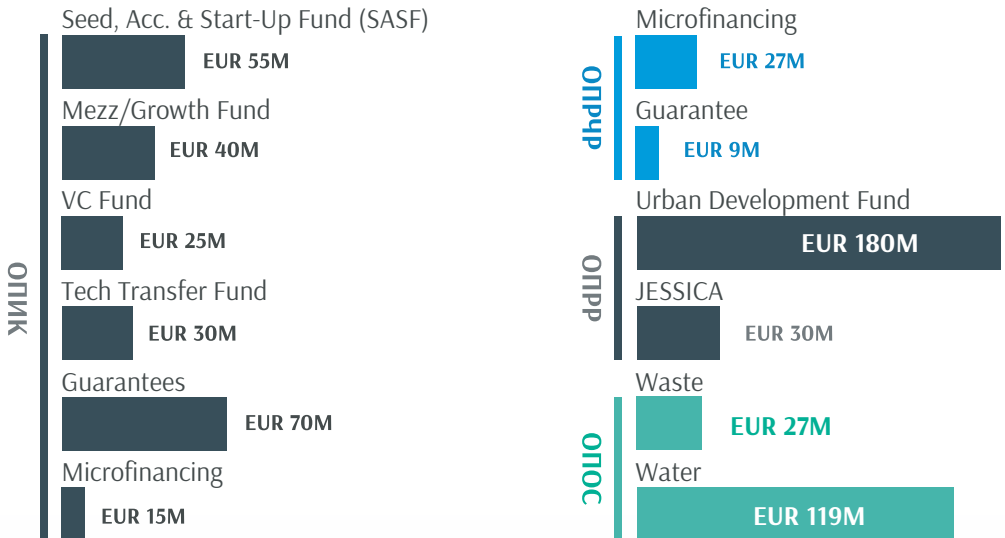 ОПИК
Seed, Acc. & Start-Up Fund (SASF)
EUR 55M
Mezz/Growth Fund
EUR 40M
VC Fund
EUR 25M
Tech Transfer Fund
EUR 30M
Guarantees
EUR 70M
Microfinancing
EUR 15M
ОПРЧР
Microfinancing
EUR 27M
Guarantee
EUR 9M
ОПРР
Urban Development Fund
EUR 180M
JESSICA
EUR 30M
ОПОС
Waste
EUR 27M
Water
EUR 119M